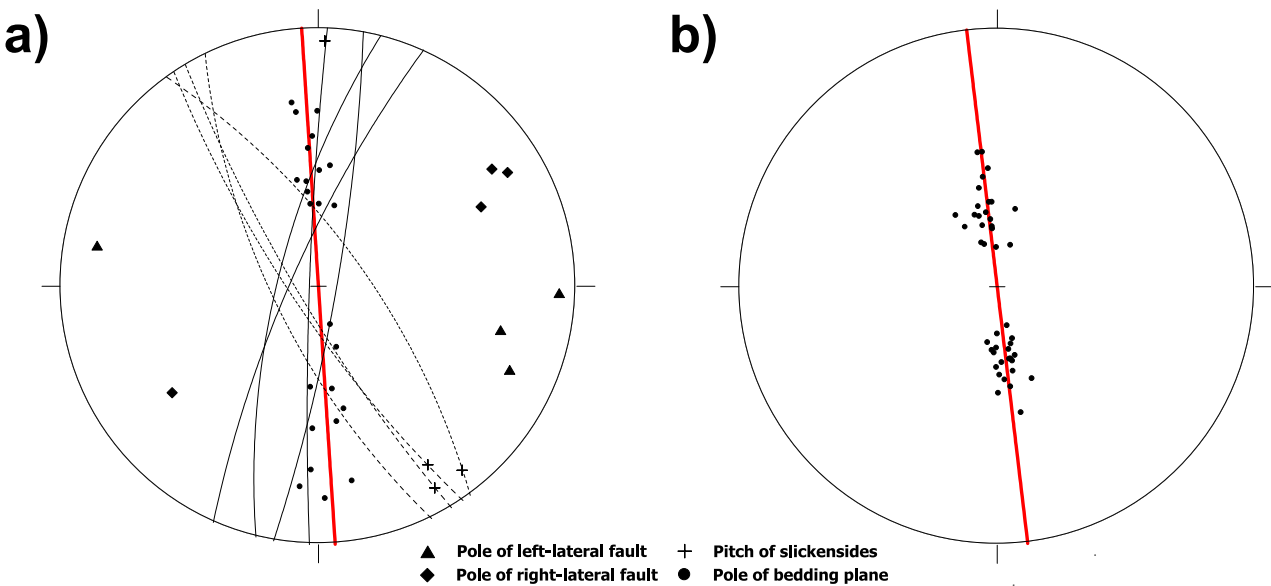 a)
b)
Pole of left-lateral fault
Pitch of slickensides
Pole of right-lateral fault
Pole of bedding plane